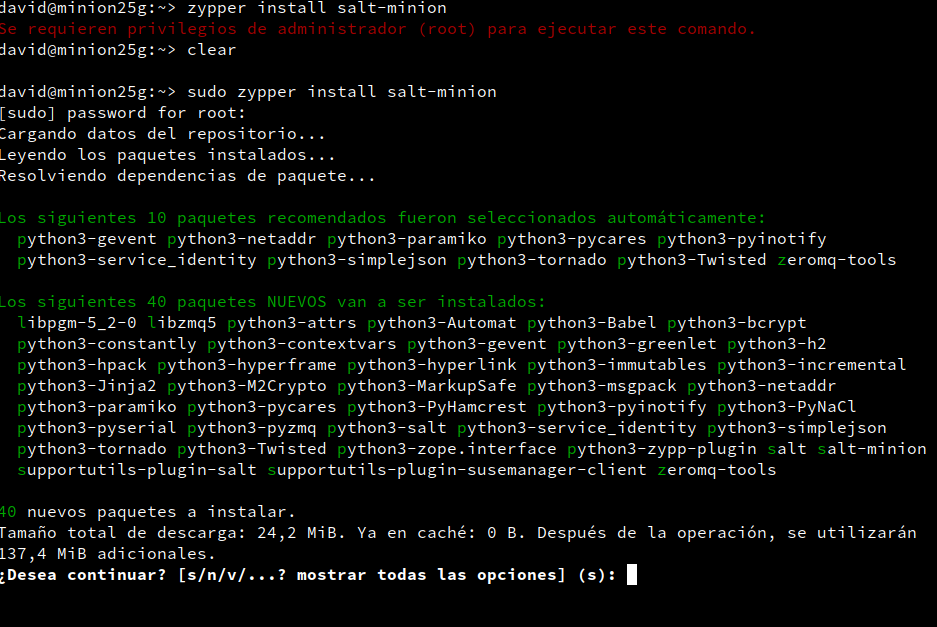 david@minion25g:~> zypper install salt-minion
Se requieren privilegios de administrador (root) para ejecutar este comando.
david@minion25g:~> clear
david@minion25g:~> sudo zypper install salt-minion
[sudo] password for root:
Cargando datos del repositorio...
Leyendo los paquetes instalados...
Resolviendo dependencias de paquete...
Los siguientes 10 paquetes recomendados fueron seleccionados automáticamente:
python3-gevent python3-netaddr python3-paramiko python3-pycares python3-pyinotify
python3-service_identity python3-simplejson python3-tornado python3-Twisted zeromq-tools
Los siguientes 40 paquetes NUEVOS van a ser instalados:
libpgm-5_2-0 libzmq5 python3-attrs python3-Automat python3-Babel python3-bcrypt
python3-constantly python3-contextvars python3-gevent python3-greenlet python3-h2
python3-hpack python3-hyperframe python3-hyperlink python3-immutables python3-incremental
python3-Jinja2 python3-M2Crypto python3-MarkupSafe python3-msgpack python3-netaddr
python3-paramiko python3-pycares python3-PyHamcrest python3-pyinotify python3-PyNaCl
python3-pyserial python3-pyzmq python3-salt python3-service_identity python3-simplejson
python3-tornado python3-Twisted python3-zope.interface python3-zypp-plugin salt salt-minion
supportutils-plugin-salt supportutils-plugin-susemanager-client zeromq-tools
40 nuevos paquetes a instalar.
Tamaño total de descarga: 24,2 MiB. Ya en caché: 0 B. Después de la operación, se utilizarán
137,4 MiB adicionales.
¿Desea continuar? [s/n/v/...? mostrar todas las opciones] (s):